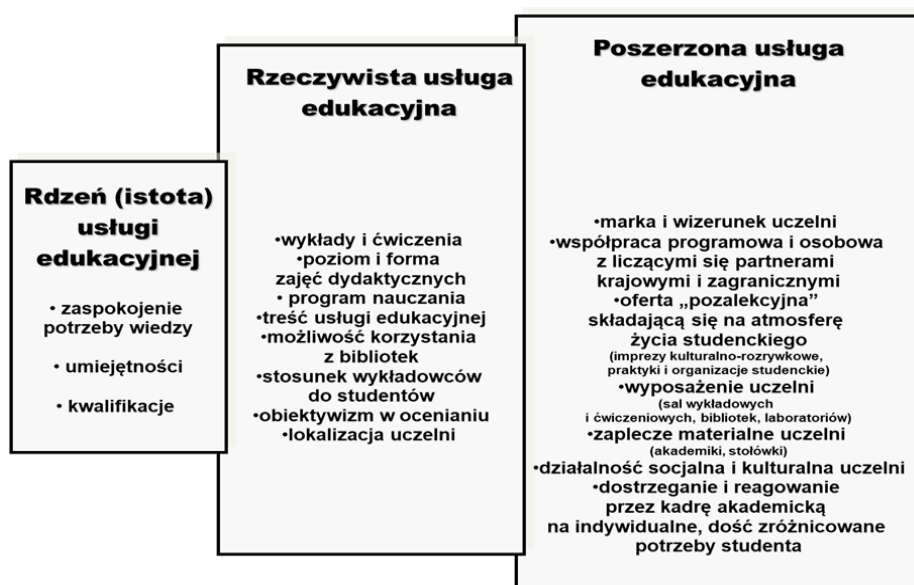 Rdzeń (istota)
usługi
edukacyjnej
• zaspokojenie
potrzeby wiedzy
• umiejętności
• kwalifikacje
Rzeczywista usługa
edukacyjna
•wykłady i ćwiczenia
•poziom i forma
zajęć dydaktycznych
• program nauczania
•treść usługi edukacyjnej
•możliwość korzystania
z bibliotek
•stosunek wykładowców
do studentów
•obiektywizm w ocenianiu
•lokalizacja uczelni
Poszerzona usługa
edukacyjna
•marka i wizerunek uczelni
•współpraca programowa i osobowa
z liczącymi się partnerami
krajowymi i zagranicznymi
•oferta „pozalekcyjna”
składającą się na atmosferę
życia studenckiego
(imprezy kulturalno-rozrywkowe,
praktyki i organizacje studenckie)
•wyposażenie uczelni
(sal wykładowych
i ćwiczeniowych, bibliotek, laboratoriów)
•zaplecze materialne uczelni
(akademiki, stołówki)
•działalność socjalna i kulturalna uczelni
•dostrzeganie i reagowanie
przez kadrę akademicką
na indywidualne, dość zróżnicowane
potrzeby studenta